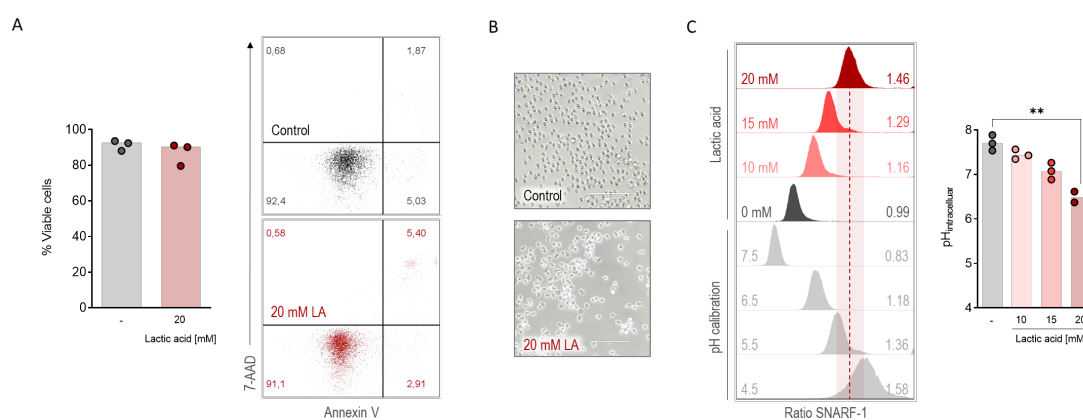 A
% Viable cells
100
80
60
40
20
0
-
20
Lactic acid [mM]
7-AAD
0,68
1,87
Control
92,4
5,03
0,58
5,40
20 mM LA
91,1
2,91
Annexin V
B
Control
20 mM LA
C
Lactic acid
20 mM
1.46
15 mM
1.29
10 mM
1.16
0 mM
0.99
pH calibration
7.5
0.83
6.5
1.18
5.5
1.36
4.5
1.58
Ratio SNARF-1
**
pHintracelluar
8
7
6
5
4
-
10
15
20
Lactic acid [mM